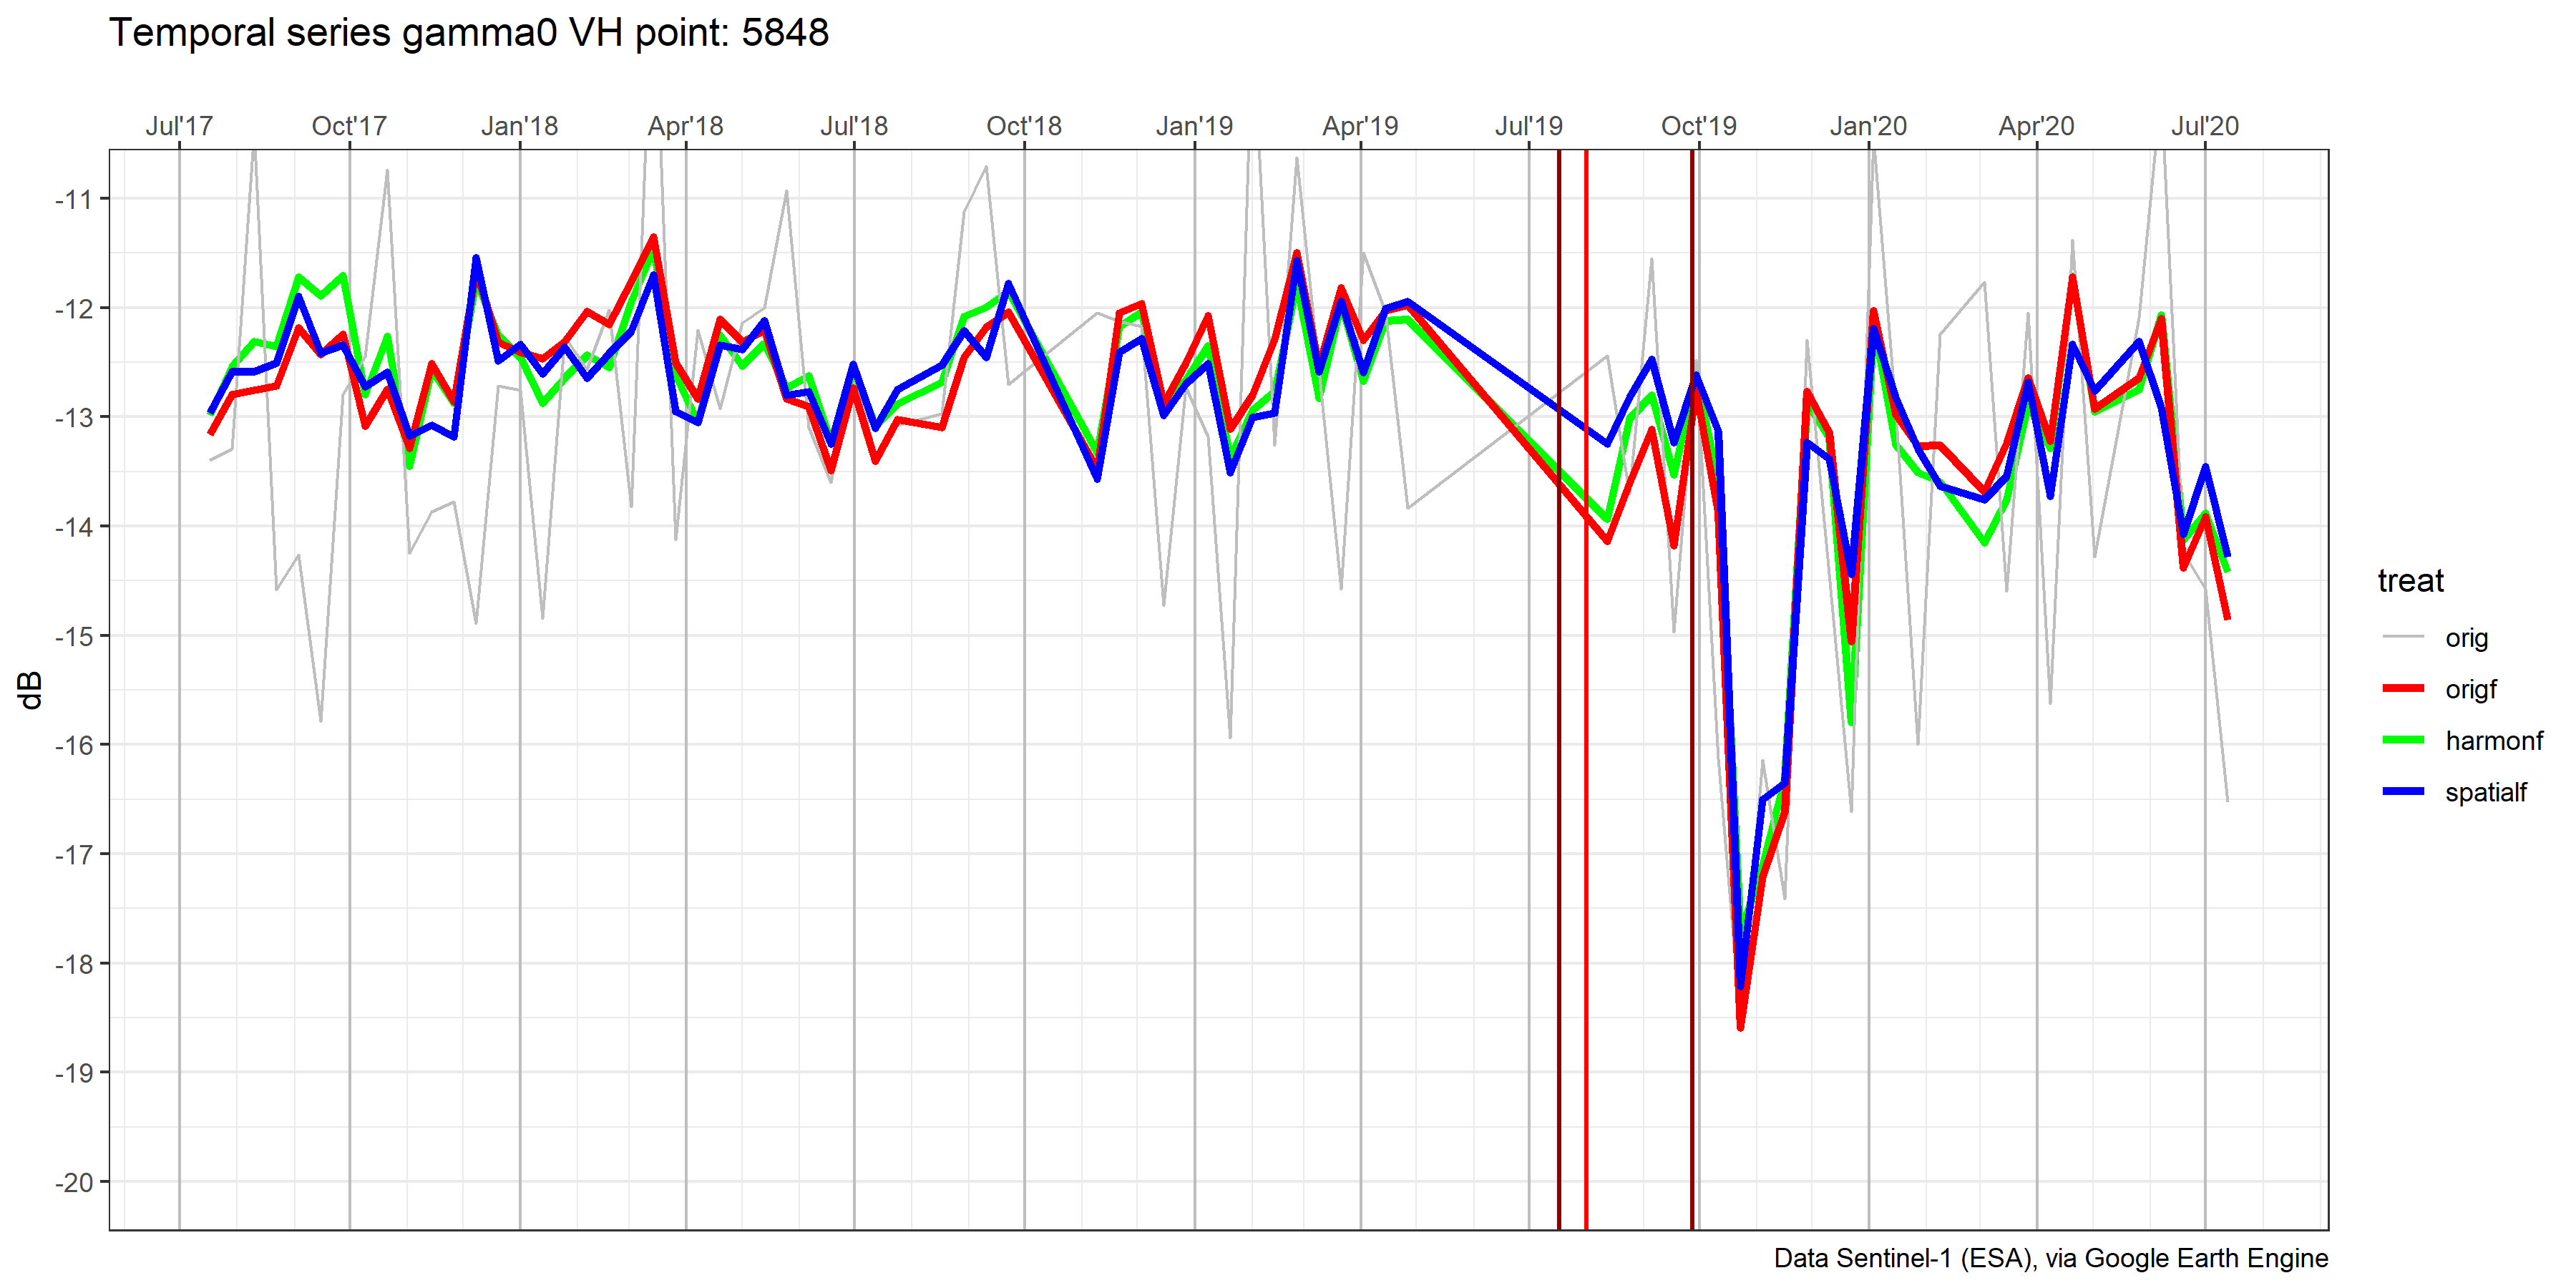 Temporal series gamma0 VH point: 5848
Jul'17 Oct'17 Jan'18 Apr'18 Jul'18 Oct'18 Jan'19 Apr'19 Jul'19 Oct'19 Jan'20 Apr'20 Jul'20
-11
-12
-13
-14
-15
-16
-17
-18
-19
-20
dB
treat
orig
origf
harmonf
spatialf
Data Sentinel-1 (ESA), via Google Earth Engine